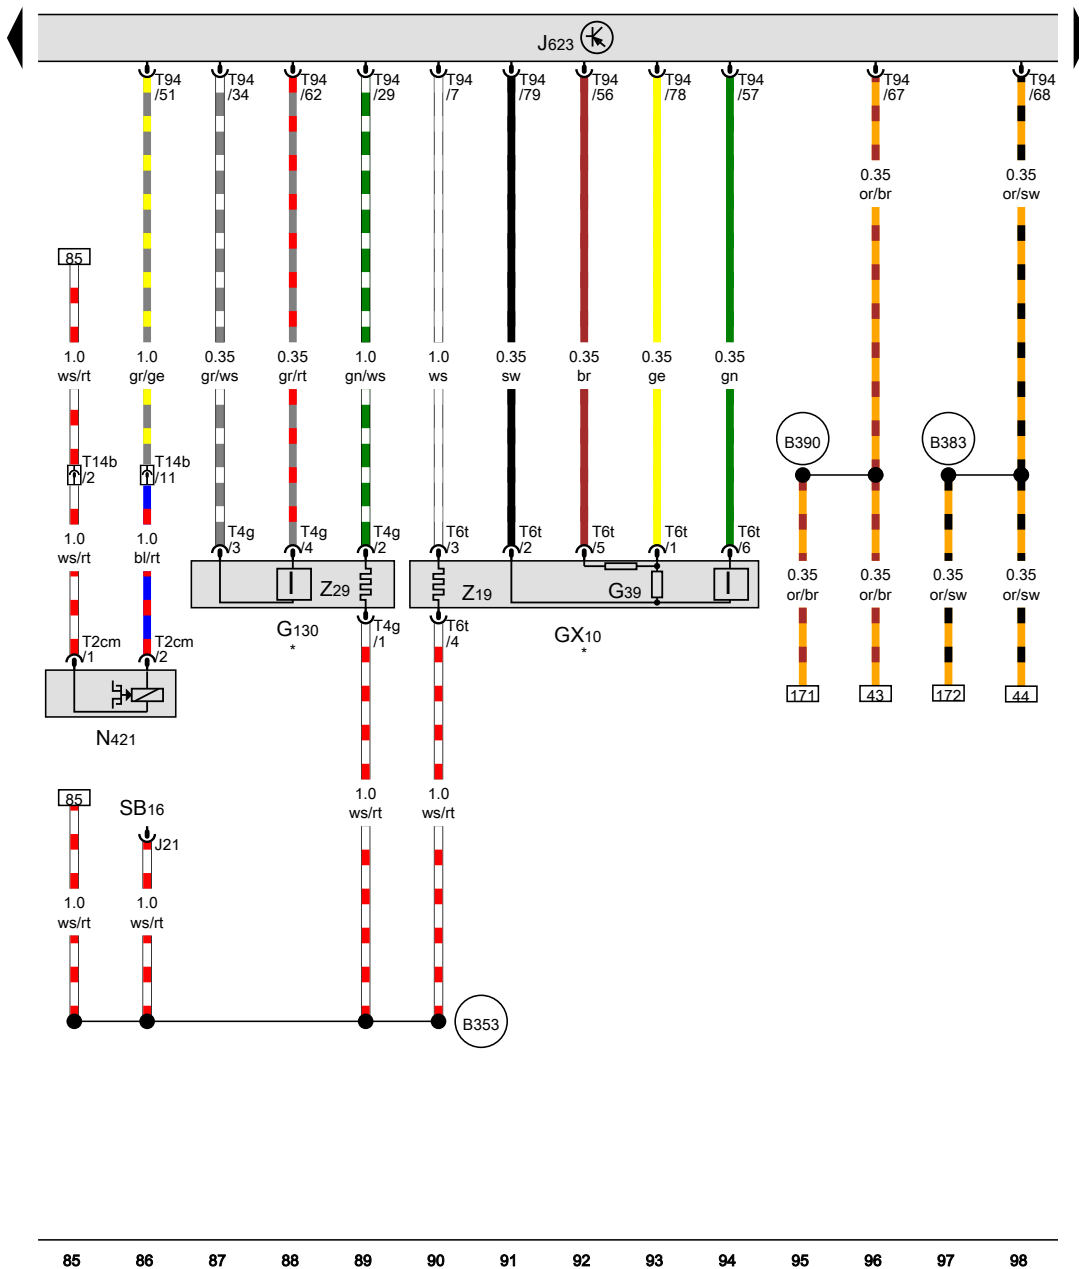 J623
T94 T94 T94 T94 T94 T94 T94 T94 T94 T94 T94
/51 /34 /62 /29 /7 /79 /56 /78 /57 /67 /68
0.35 0.35
or/br or/sw
85
1.0 1.0 0.35 0.35 1.0 1.0 0.35 0.35 0.35 0.35
ws/rt gr/ge gr/ws gr/rt gn/ws ws sw br ge gn
B390 B383
T14b T14b
/2 /11
T4g T4g T4g T6t T6t T6t T6t T6t
/3 /4 /2 /3 /2 /5 /1 /6
1.0 1.0
ws/rt bl/rt
0.35 0.35 0.35 0.35
or/br or/br or/sw or/sw
Z29 Z19 G39
G130 * T4g /1 T6t /4 GX10 *
T2cm T2cm
/1 /2
171 43 172 44
N421
85 SB16
J21
1.0 1.0
ws/rt ws/rt
1.0 1.0
ws/rt ws/rt
B353
85 86 87 88 89 90 91 92 93 94 95 96 97 98